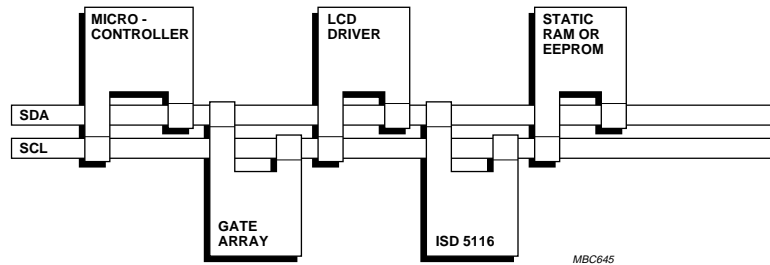 MICRO -
CONTROLLER
LCD
DRIVER
STATIC
RAM OR
EEPROM
SDA
SCL
GATE
ARRAY
ISD 5116
MBC645